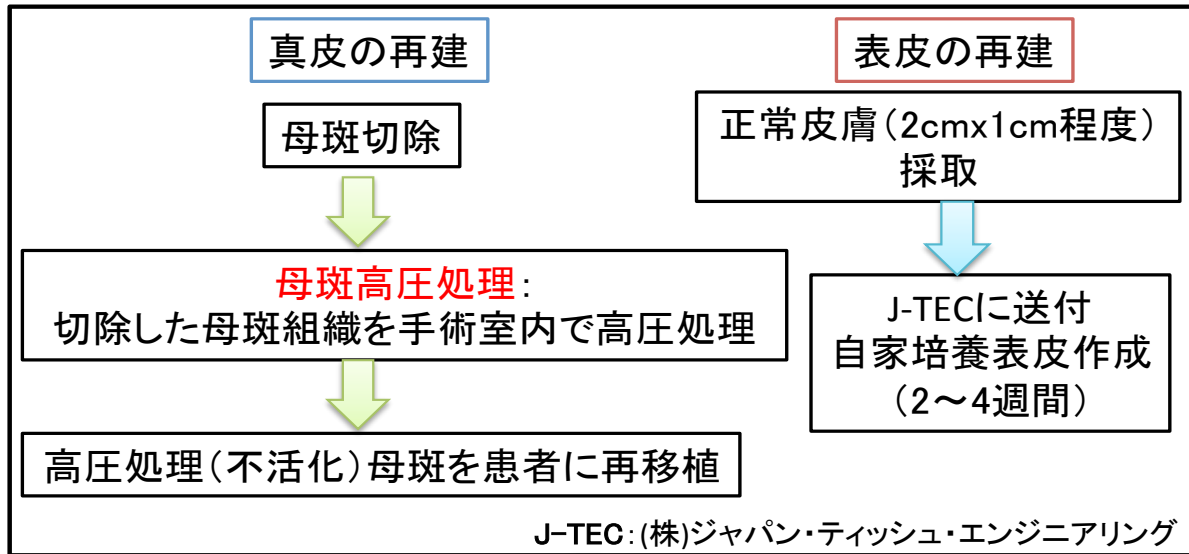 真皮の再建
母斑切除
母斑高圧処理：
切除した母斑組織を手術室内で高圧処理
高圧処理（不活化）母斑を患者に再移植
表皮の再建
正常皮膚（2cmx1cm程度）
採取
J-TECに送付
自家培養表皮作成
（2～4週間）
J-TEC：(株)ジャパン・ティッシュ・エンジニアリング